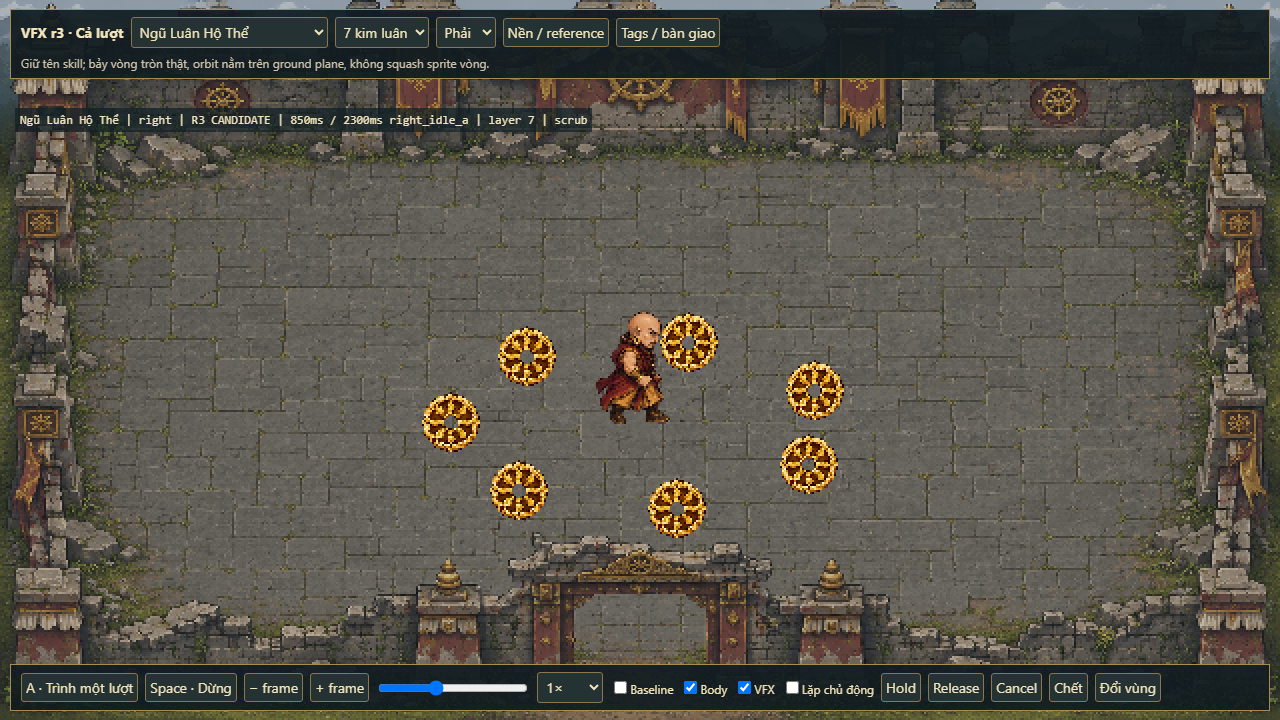 VFX r3 · Cả lượt Ngũ Luân Hộ Thể 7 kim luân Phải Nền / reference Tags / bàn giao
Giữ tên skill; bảy vòng tròn thật, orbit nằm trên ground plane, không squash sprite vòng.
Ngũ Luân Hộ Thể | right | R3 CANDIDATE | 850ms / 2300ms right_idle_a | layer 7 | scrub
A · Trình một lượt Space · Dừng − frame + frame 1× Baseline Body VFX Lặp chủ động Hold Release Cancel Chết Đổi vùng